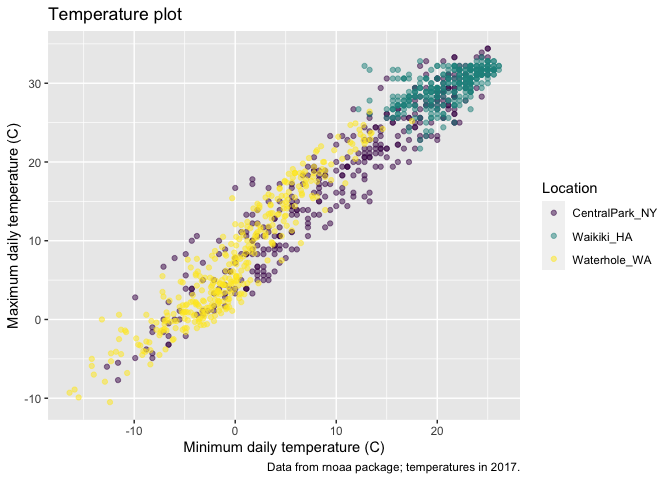 Temperature plot
Maximum daily temperature (C)
30
20
10
0
-10
-10
0
10
20
Minimum daily temperature (C)
Data from moaa package; temperatures in 2017.
Location
CentralPark_NY
Waikiki_HA
Waterhole_WA